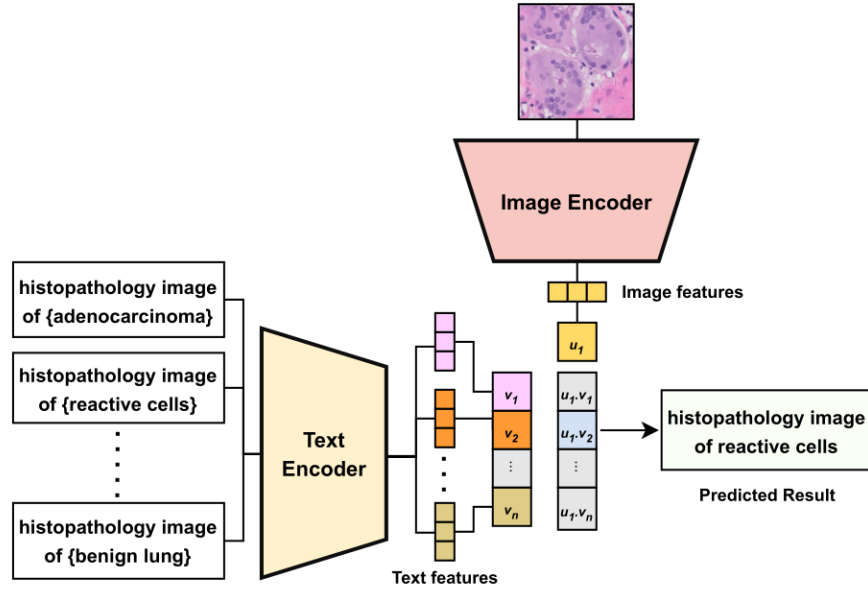 Image Encoder
Image features
histopathology image
of {adenocarcinoma}
histopathology image
of {reactive cells}
histopathology image
of {benign lung}
Text
Encoder
Text features
v1
v2
...
vn
u1
u1.v1
u1.v2
...
u1.vn
histopathology image
of reactive cells
Predicted Result